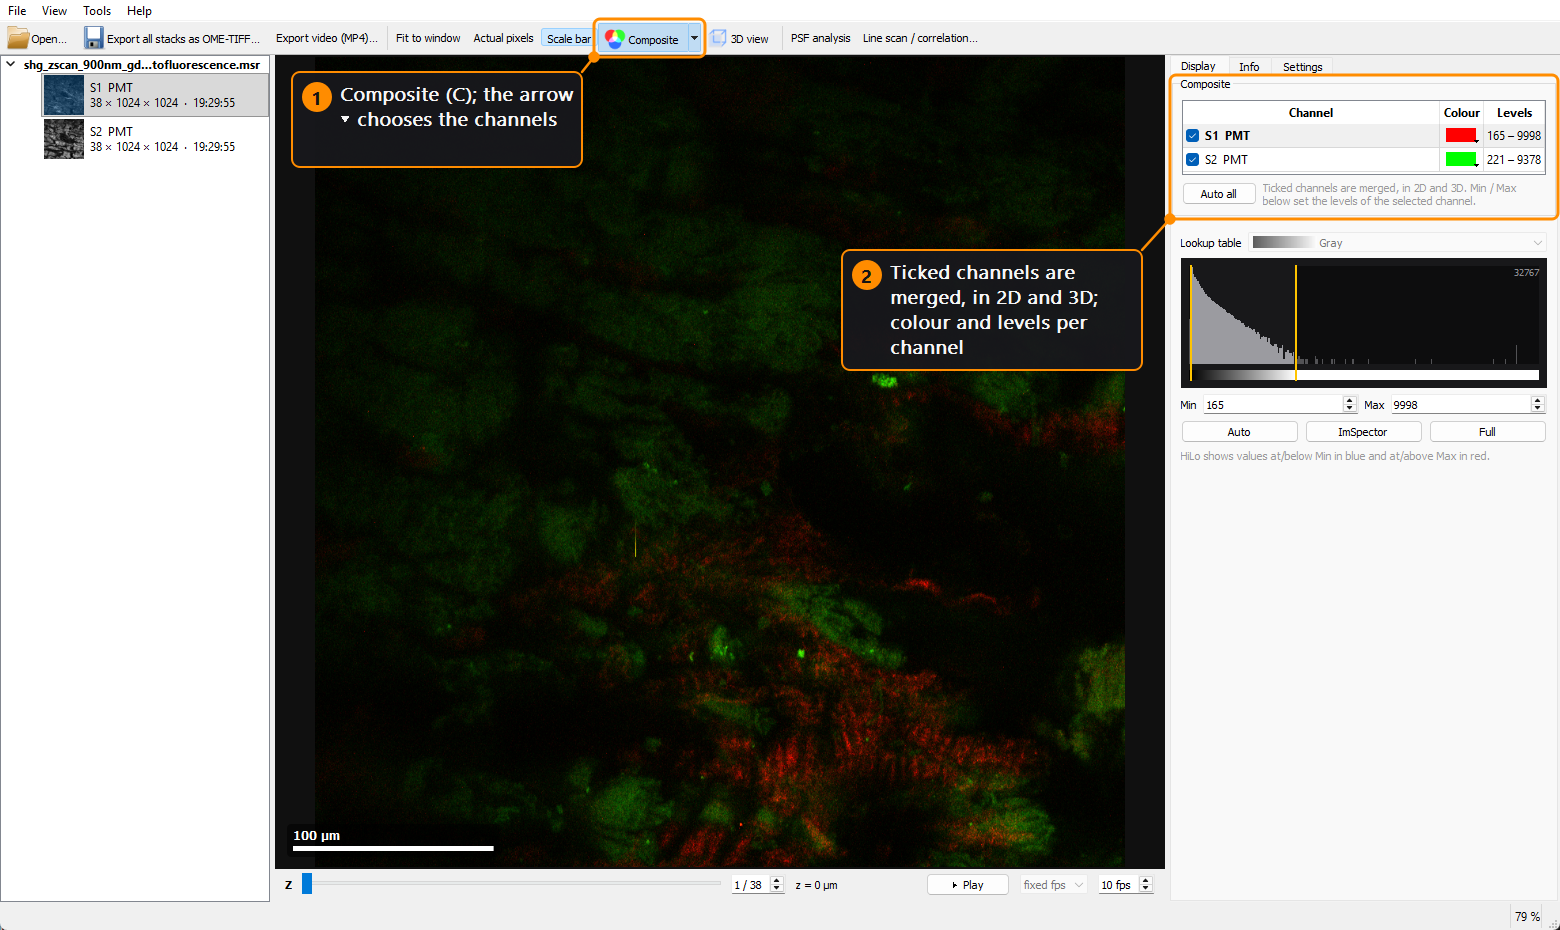 File View Tools Help
Open... Export all stacks as OME-TIFF... Export video (MP4)... Fit to window Actual pixels Scale bar Composite 3D view PSF analysis Line scan / correlation...
shg_zscan_900nm_gd...tofluorescence.msr
S1 PMT
38 × 1024 × 1024 · 19:29:55
S2 PMT
38 × 1024 × 1024 · 19:29:55
1 Composite (C); the arrow
▾ chooses the channels
2 Ticked channels are
merged, in 2D and 3D;
colour and levels per
channel
100 µm
Z 1 / 38 z = 0 µm Play fixed fps 10 fps
Display Info Settings
Composite
Channel Colour Levels
S1 PMT 165 – 9998
S2 PMT 221 – 9378
Auto all
Ticked channels are merged, in 2D and 3D. Min / Max
below set the levels of the selected channel.
Lookup table Gray
32767
Min 165 Max 9998
Auto ImSpector Full
HiLo shows values at/below Min in blue and at/above Max in red.
79 %